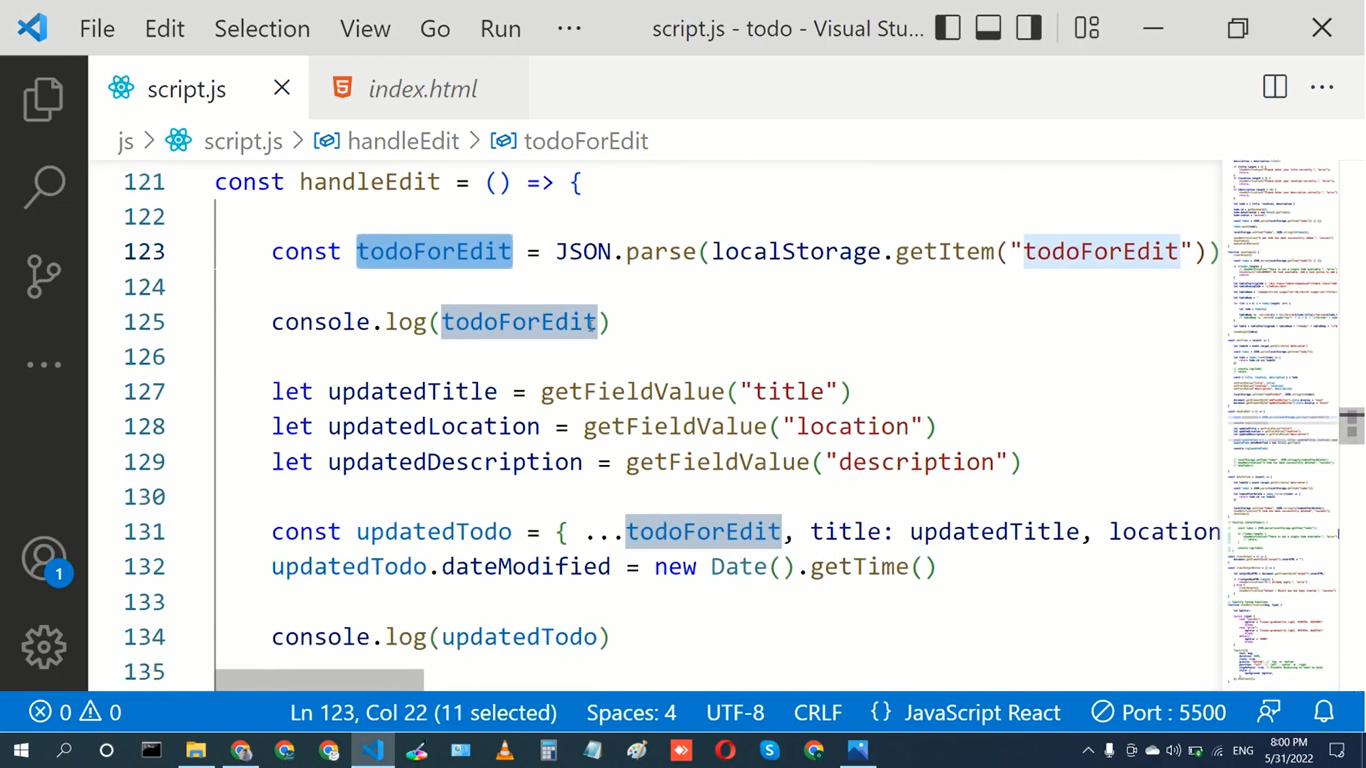 File Edit Selection View Go Run ··· script.js - todo - Visual Stu...
script.js index.html
js > script.js > handleEdit > todoForEdit
121 const handleEdit = () => {
122
123 const todoForEdit = JSON.parse(localStorage.getItem("todoForEdit"))
124
125 console.log(todoForEdit)
126
127 let updatedTitle = getFieldValue("title")
128 let updatedLocation = getFieldValue("location")
129 let updatedDescription = getFieldValue("description")
130
131 const updatedTodo = { ...todoForEdit, title: updatedTitle, location
132 updatedTodo.dateModified = new Date().getTime()
133
134 console.log(updatedTodo)
135
1
0 0 Ln 123, Col 22 (11 selected) Spaces: 4 UTF-8 CRLF {} JavaScript React Port : 5500
ENG 8:00 PM
5/31/2022